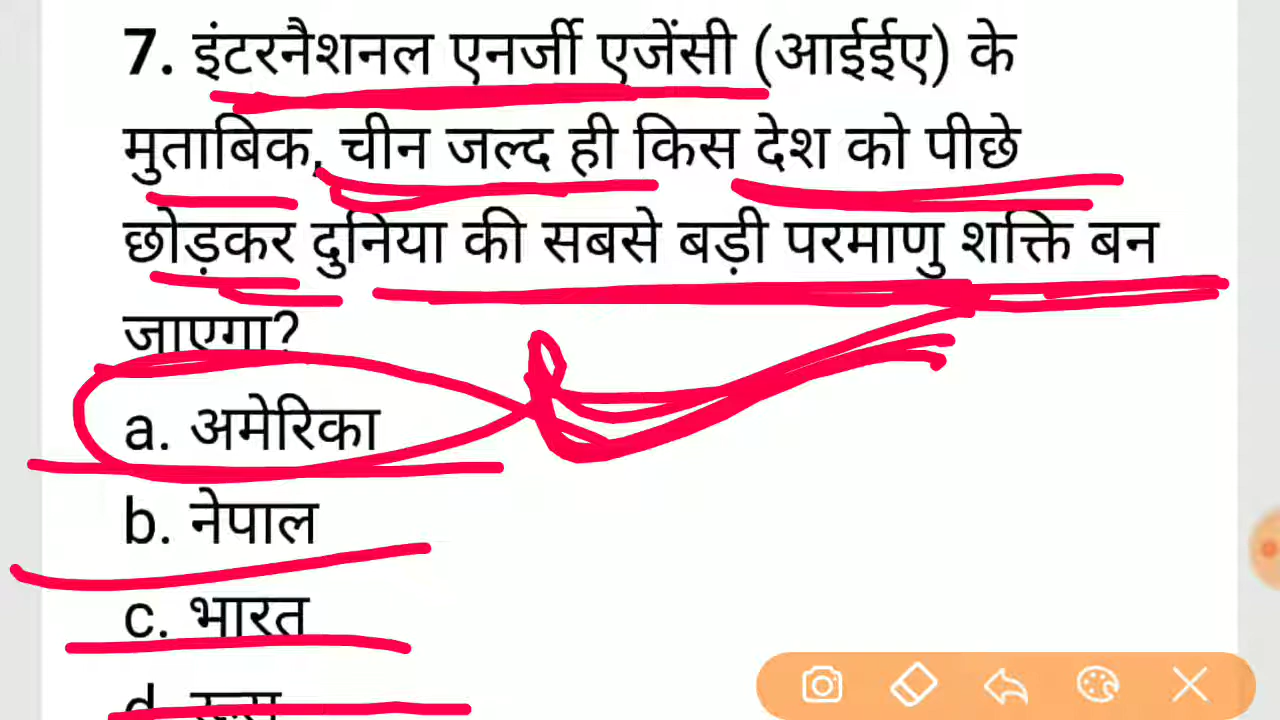 7. इंटरनैशनल एनर्जी एजेंसी (आईईए) के
मुताबिक, चीन जल्द ही किस देश को पीछे
छोड़कर दुनिया की सबसे बड़ी परमाणु शक्ति बन
जाएगा?
a. अमेरिका
b. नेपाल
c. भारत
d. रूस